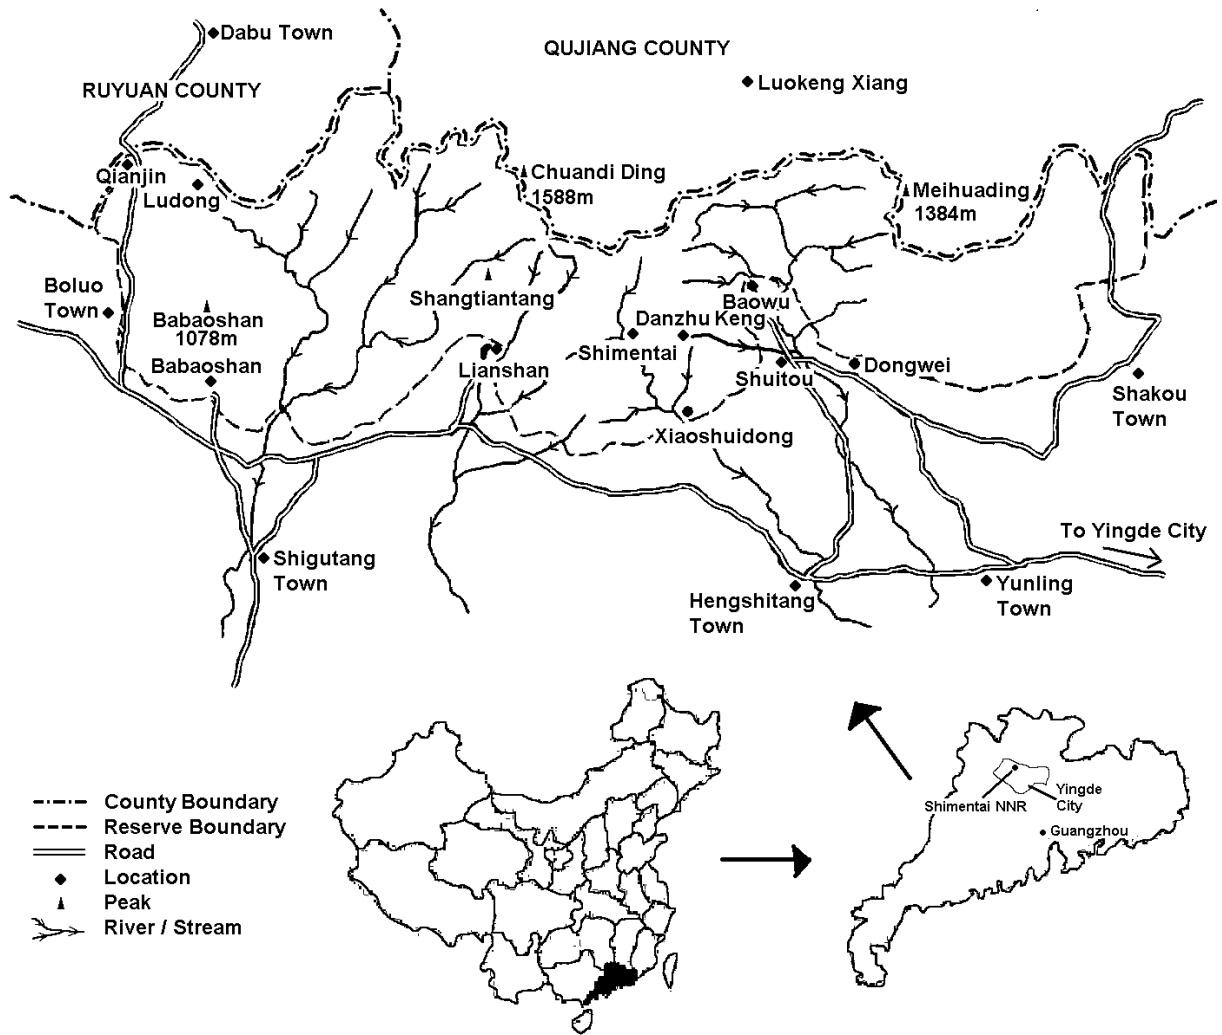 Dabu Town
QUJIANG COUNTY
RUYUAN COUNTY
Luokeng Xiang
Qianjin
Ludong
Chuandi Ding
1588m
Meihuading
1384m
Boluo
Town
Shangtiantang
Babaoshan
1078m
Baowu
Danzhu Keng
Shimentai
Babaoshan
Lianshan
Shuitou
Dongwei
Shakou
Town
Xiaoshuidong
To Yingde City
Shigutang
Town
Hengshitang
Town
Yunling
Town
County Boundary
Reserve Boundary
Road
Location
Peak
River / Stream
Shimentai NNR
Yingde
City
Guangzhou